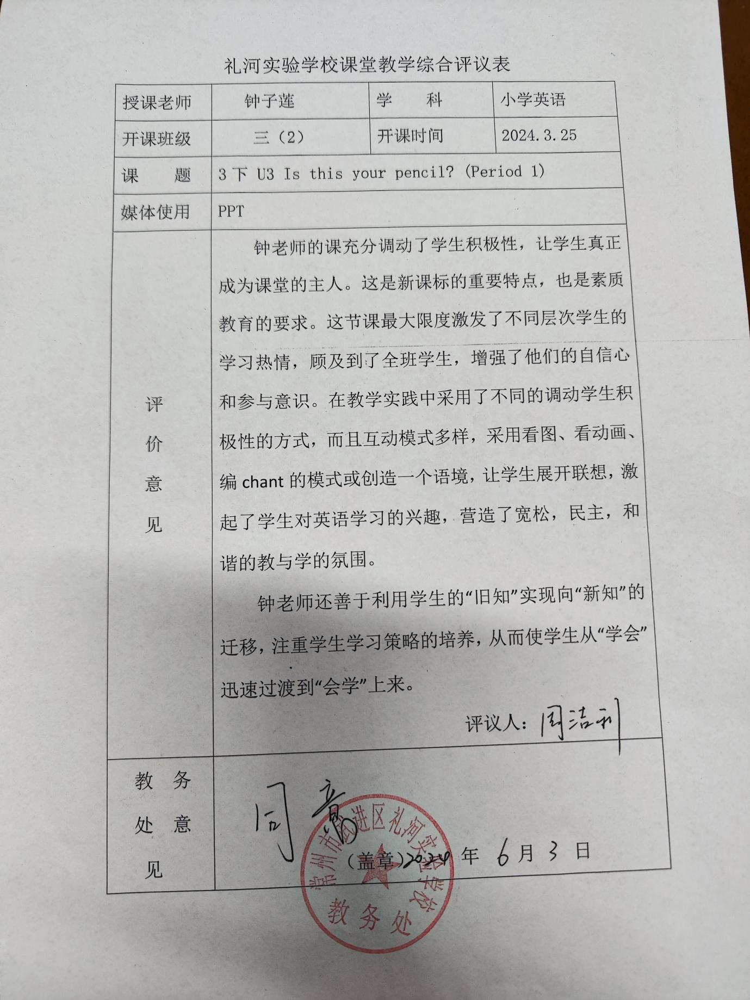 礼河实验学校课堂教学综合评议表
授课老师 钟子莲 学 科 小学英语
开课班级 三（2） 开课时间 2024.3.25
课 题 3下 U3 Is this your pencil? (Period 1)
媒体使用 PPT
评价意见
钟老师的课充分调动了学生积极性，让学生真正
成为课堂的主人。这是新课标的重要特点，也是素质
教育的要求。这节课最大限度激发了不同层次学生的
学习热情，顾及到了全班学生，增强了他们的自信心
和参与意识。在教学实践中采用了不同的调动学生积
极性的方式，而且互动模式多样，采用看图、看动画、
编 chant 的模式或创造一个语境，让学生展开联想，激
起了学生对英语学习的兴趣，营造了宽松，民主，和
谐的教与学的氛围。
钟老师还善于利用学生的“旧知”实现向“新知”的
迁移，注重学生学习策略的培养，从而使学生从“学会”
迅速过渡到“会学”上来。
评议人：周洁利
教 务
处 意
见
同意
（盖章）2024 年 6 月 3 日
常州市武进区礼河实验学校
教务处